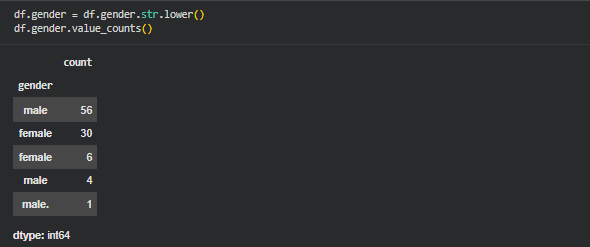 df.gender = df.gender.str.lower()
df.gender.value_counts()
count
gender
male 56
female 30
female 6
male 4
male. 1
dtype: int64